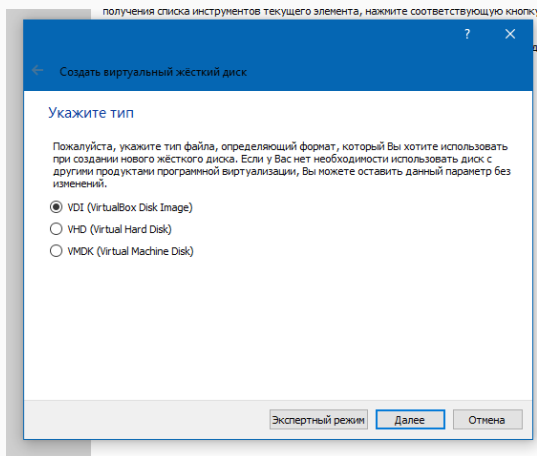 получения списка инструментов текущего элемента, нажмите соответствующую кнопку
Создать виртуальный жёсткий диск
Укажите тип
Пожалуйста, укажите тип файла, определяющий формат, который Вы хотите использовать
при создании нового жёсткого диска. Если у Вас нет необходимости использовать диск с
другими продуктами программной виртуализации, Вы можете оставить данный параметр без
изменений.
VDI (VirtualBox Disk Image)
VHD (Virtual Hard Disk)
VMDK (Virtual Machine Disk)
Экспертный режим Далее Отмена